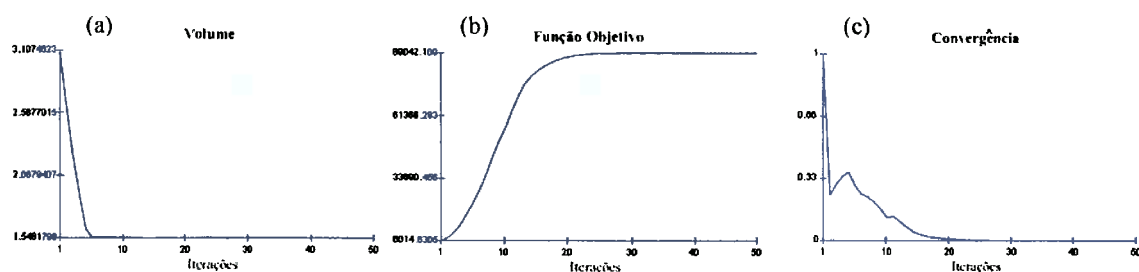 (a)
Volume
3.1074623
2.5877015
2.0679407
1.5481798
1 10 20 30 40 50
Iterações
(b)
Função Objetivo
1 10 20 30 40 50
Iterações
(c)
Convergência
1
0.66
0.33
0
1 10 20 30 40 50
Iterações